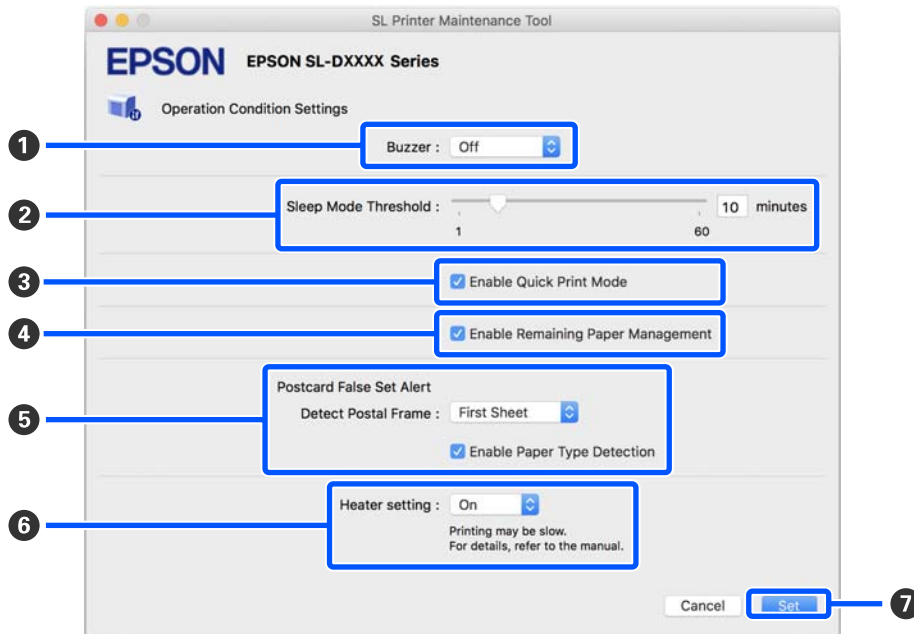 SL Printer Maintenance Tool
EPSON EPSON SL-DXXXX Series
Operation Condition Settings
1 Buzzer : Off
2 Sleep Mode Threshold : 10 minutes
1 60
3 Enable Quick Print Mode
4 Enable Remaining Paper Management
Postcard False Set Alert
5 Detect Postal Frame : First Sheet
Enable Paper Type Detection
6 Heater setting : On
Printing may be slow.
For details, refer to the manual.
Cancel Set 7